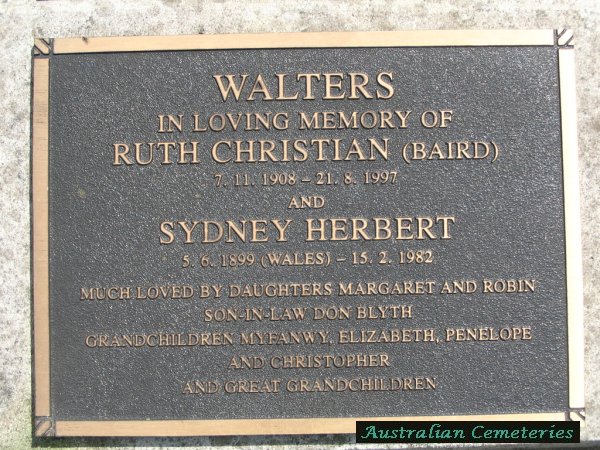 WALTERS
IN LOVING MEMORY OF
RUTH CHRISTIAN (BAIRD)
7. 11. 1908 – 21. 8. 1997
AND
SYDNEY HERBERT
5. 6. 1899 (WALES) – 15. 2. 1982
MUCH LOVED BY DAUGHTERS MARGARET AND ROBIN
SON-IN-LAW DON BLYTH
GRANDCHILDREN MYFANWY, ELIZABETH, PENELOPE
AND CHRISTOPHER
AND GREAT GRANDCHILDREN
Australian Cemeteries